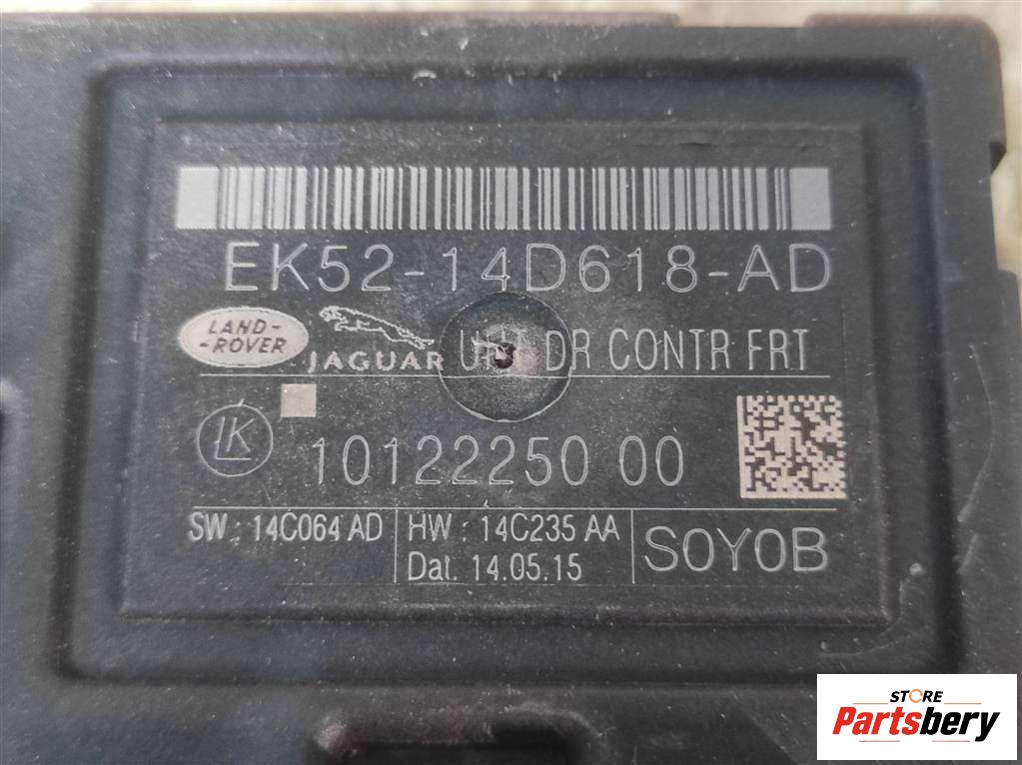 EK52-14D618-AD
LAND-
-ROVER
JAGUAR
DR CONTR FRT
LK
10122250 00
SW : 14C064 AD
HW : 14C235 AA
Dat. 14.05.15
SOYOB
STORE
Partsbery